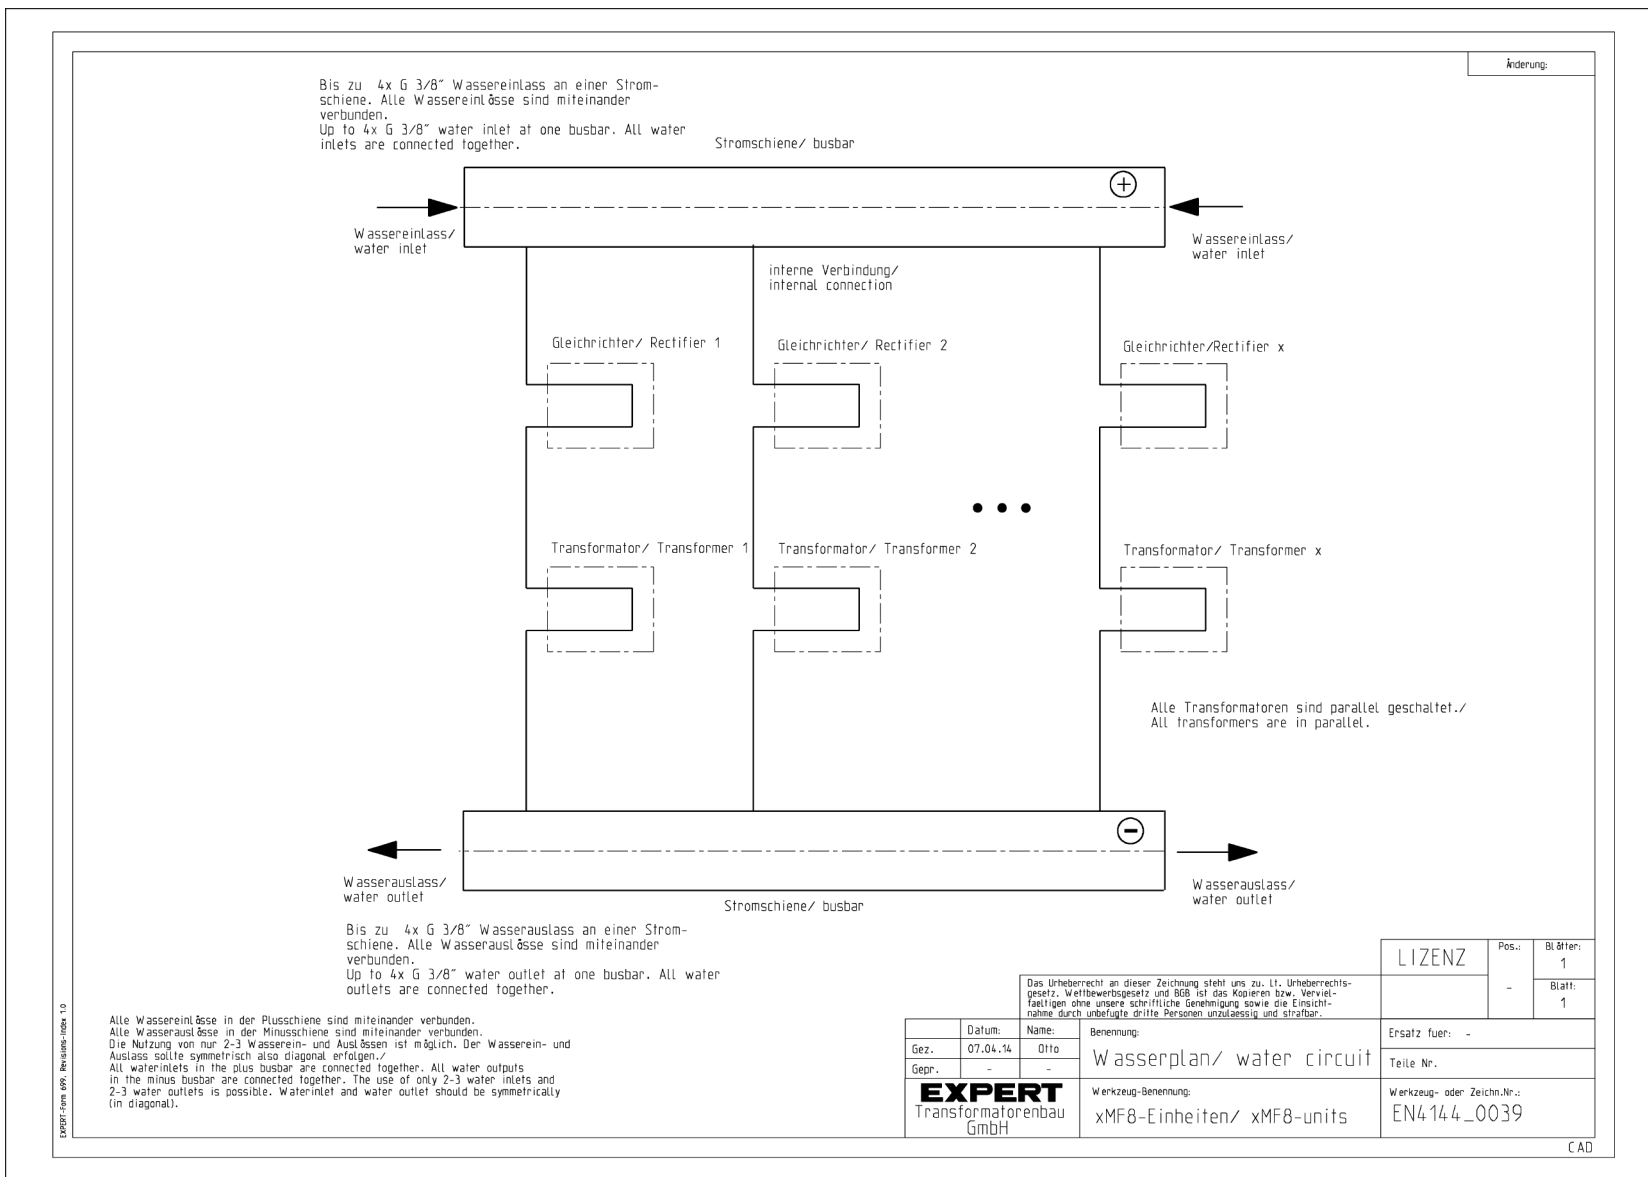 Änderung:
Bis zu 4x G 3/8" Wassereinlass an einer Strom-
schiene. Alle Wassereinlässe sind miteinander
verbunden.
Up to 4x G 3/8" water inlet at one busbar. All water
inlets are connected together.
Stromschiene/ busbar
+
Wassereinlass/
water inlet
Wassereinlass/
water inlet
interne Verbindung/
internal connection
Gleichrichter/ Rectifier 1
Gleichrichter/ Rectifier 2
Gleichrichter/Rectifier x
Transformator/ Transformer 1
Transformator/ Transformer 2
Transformator/ Transformer x
Alle Transformatoren sind parallel geschaltet./
All transformers are in parallel.
-
Wasserauslass/
water outlet
Wasserauslass/
water outlet
Stromschiene/ busbar
Bis zu 4x G 3/8" Wasserauslass an einer Strom-
schiene. Alle Wasserauslässe sind miteinander
verbunden.
Up to 4x G 3/8" water outlet at one busbar. All water
outlets are connected together.
Alle Wassereinlässe in der Plusschiene sind miteinander verbunden.
Alle Wasserauslässe in der Minusschiene sind miteinander verbunden.
Die Nutzung von nur 2-3 Wasserein- und Auslässen ist möglich. Der Wasserein- und
Auslass sollte symetrisch also diagonal erfolgen./
All waterinlets in the plus busbar are connected together. All water outputs
in the minus busbar are connected together. The use of only 2-3 water inlets and
2-3 water outlets is possible. Waterinlet and water outlet should be symmetrically
(in diagonal).
EXPERT-Form 699. Revisions-Index 1.0
LIZENZ
Pos.:
-
Blätter:
1
Blatt:
1
Das Urheberrecht an dieser Zeichnung steht uns zu. Lt. Urheberrechts-
gesetz, Wettbewerbsgesetz und BGB ist das Kopieren bzw. Verviel-
faeltigen ohne unsere schriftliche Genehmigung sowie die Einsicht-
nahme durch unbefugte dritte Personen unzulaessig und strafbar.
Datum:
Name:
Gez.
07.04.14
Otto
Gepr.
-
-
Benennung:
Wasserplan/ water circuit
Ersatz fuer: -
Teile Nr.
EXPERT
Transformatorenbau
GmbH
Werkzeug-Benennung:
xMF8-Einheiten/ xMF8-units
Werkzeug- oder Zeichn.Nr.:
EN4144_0039
CAD